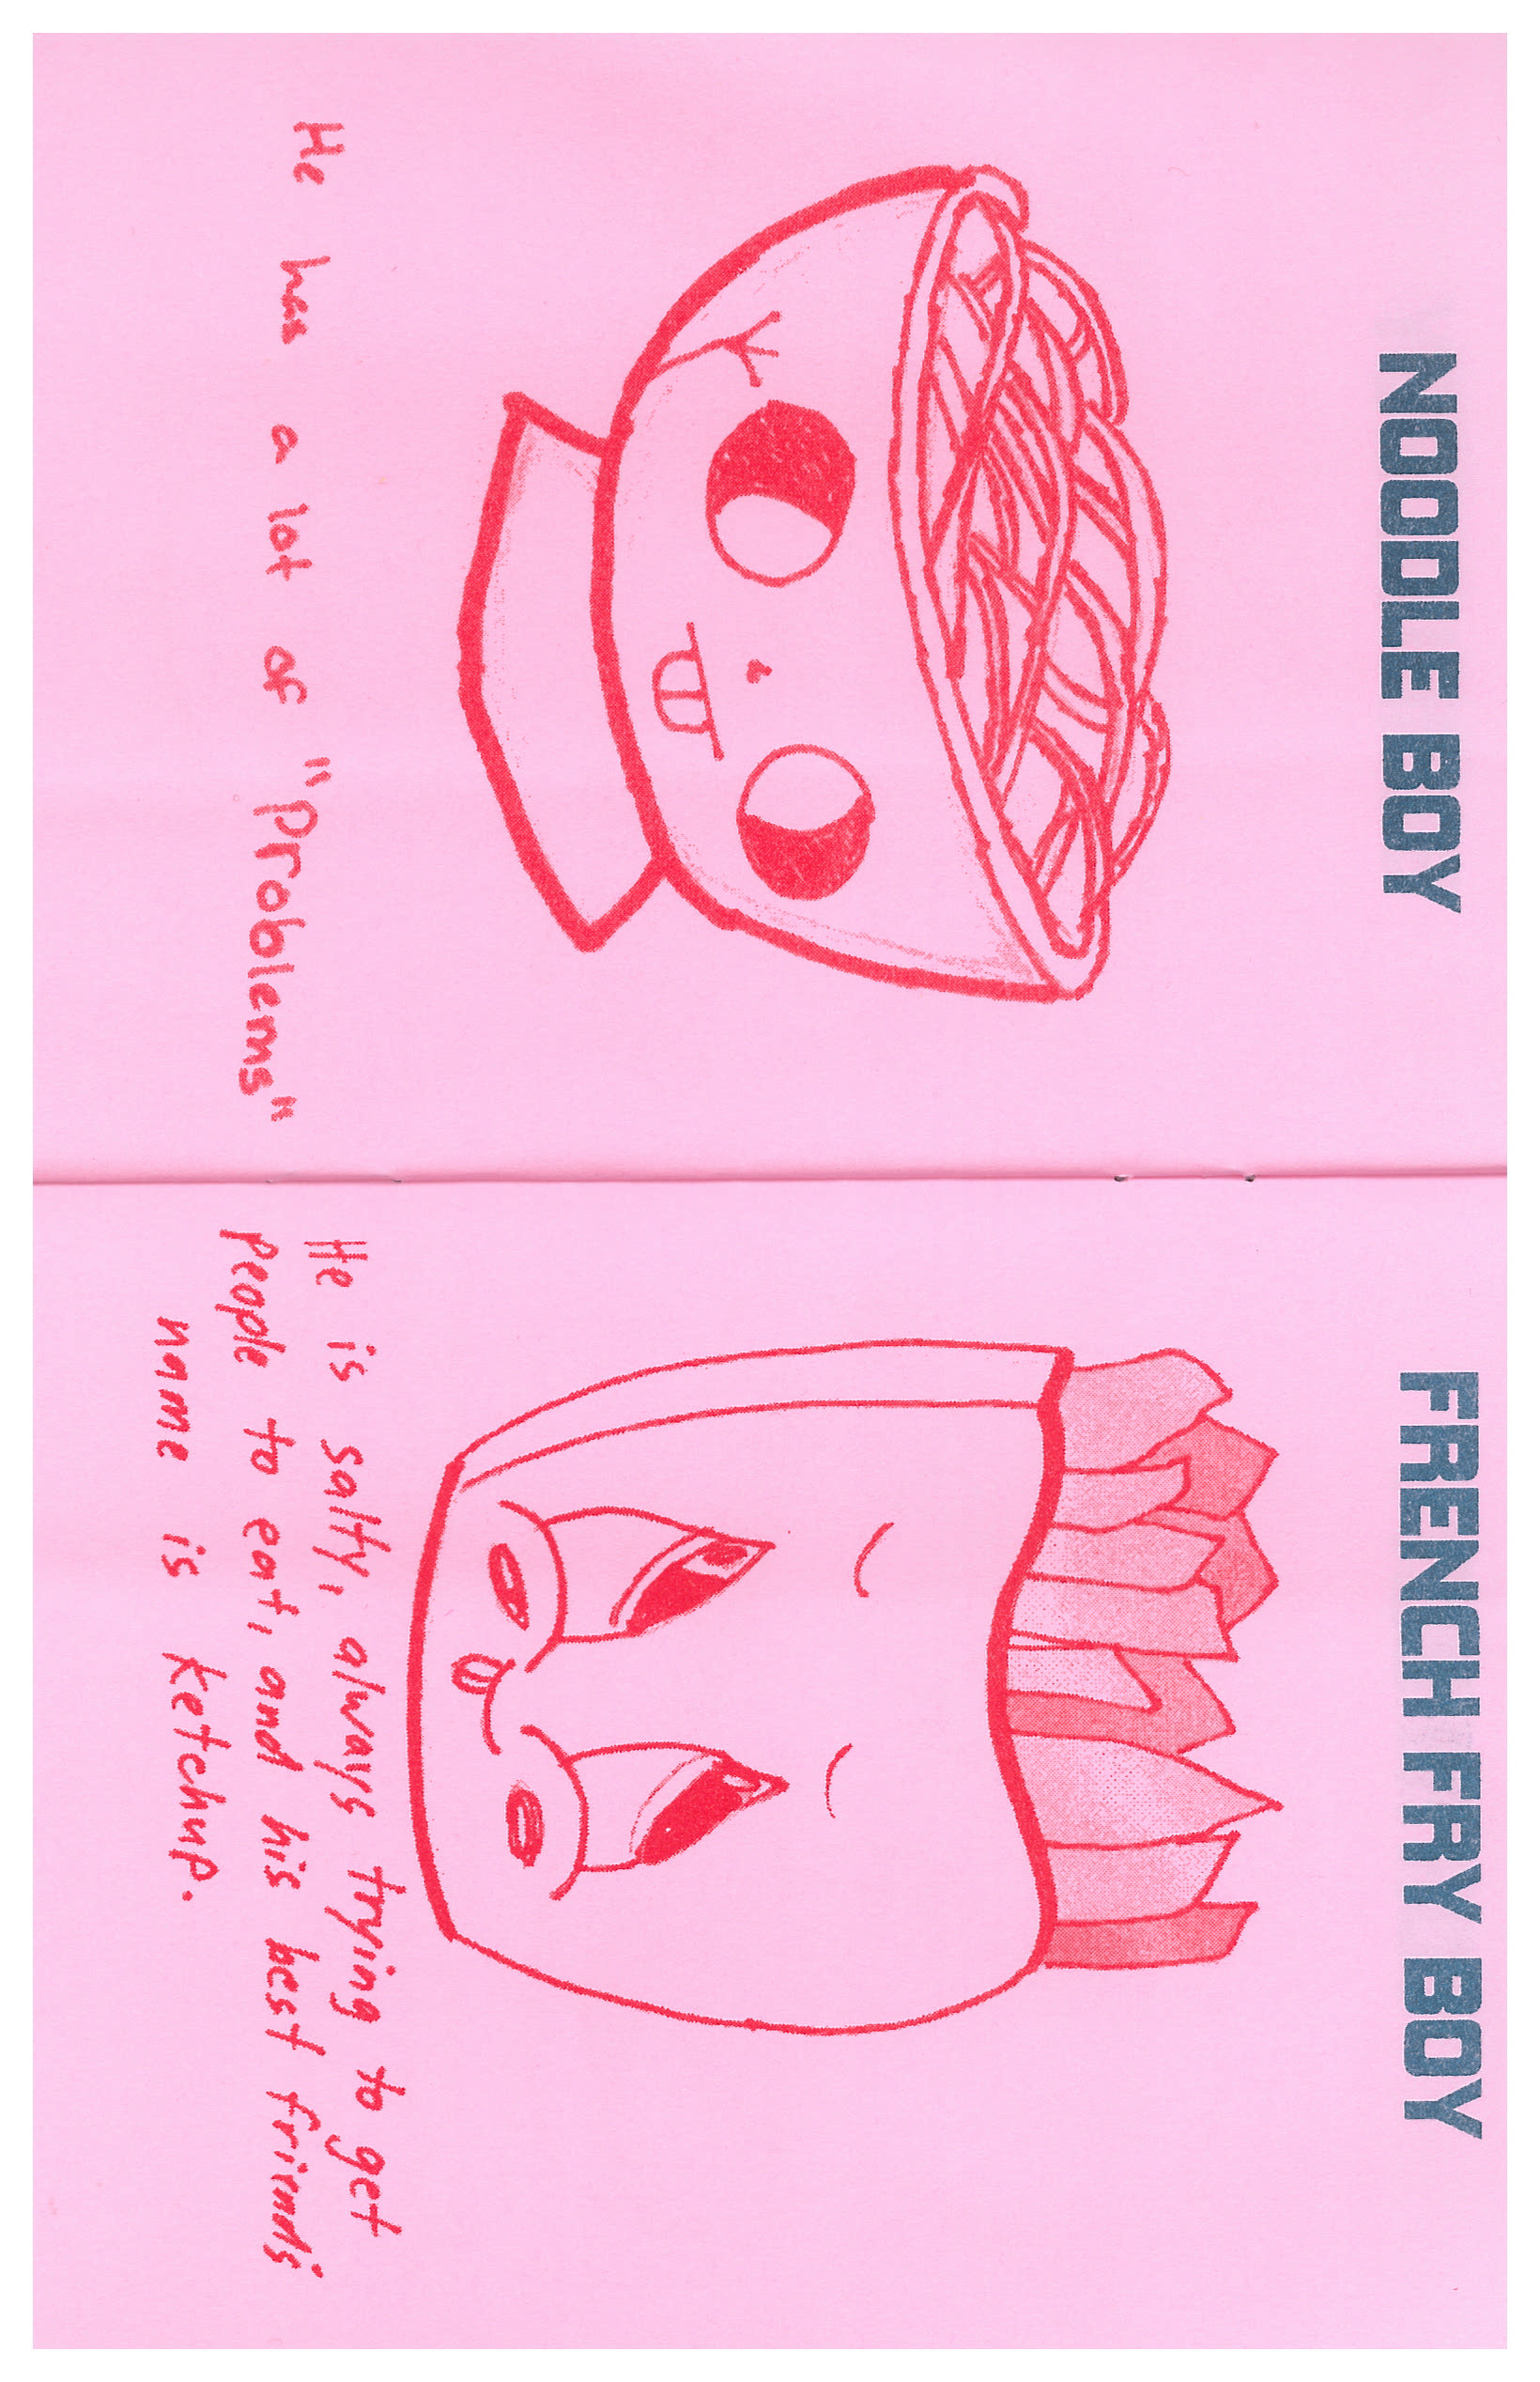 NOODLE BOY
He has a lot of "Problems"
FRENCH FRY BOY
He is salty, always trying to get
people to eat, and his best friends'
name is ketchup.